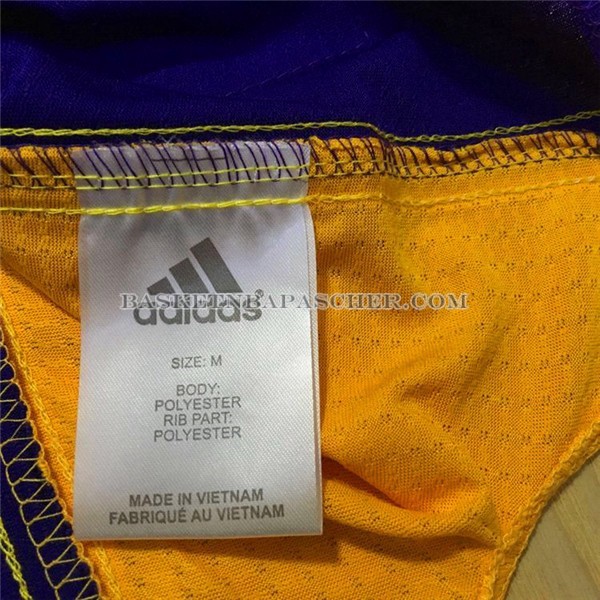 BASKETNBAPASCHER.COM
adidas
SIZE: M
BODY:
POLYESTER
RIB PART:
POLYESTER
MADE IN VIETNAM
FABRIQUÉ AU VIETNAM